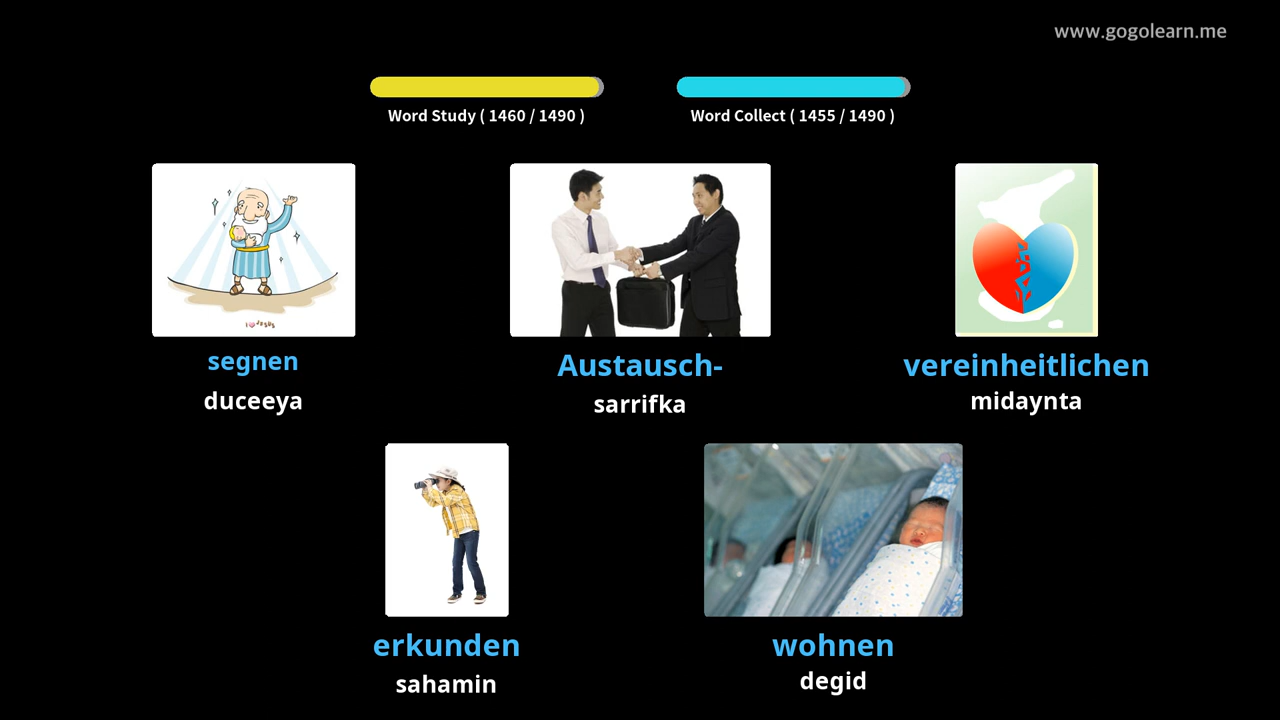 www.gogolearn.me
Word Study ( 1460 / 1490 )
Word Collect ( 1455 / 1490 )
I JESUS
segnen
duceeya
Austausch-
sarrifka
vereinheitlichen
midaynta
erkunden
sahamin
wohnen
degid